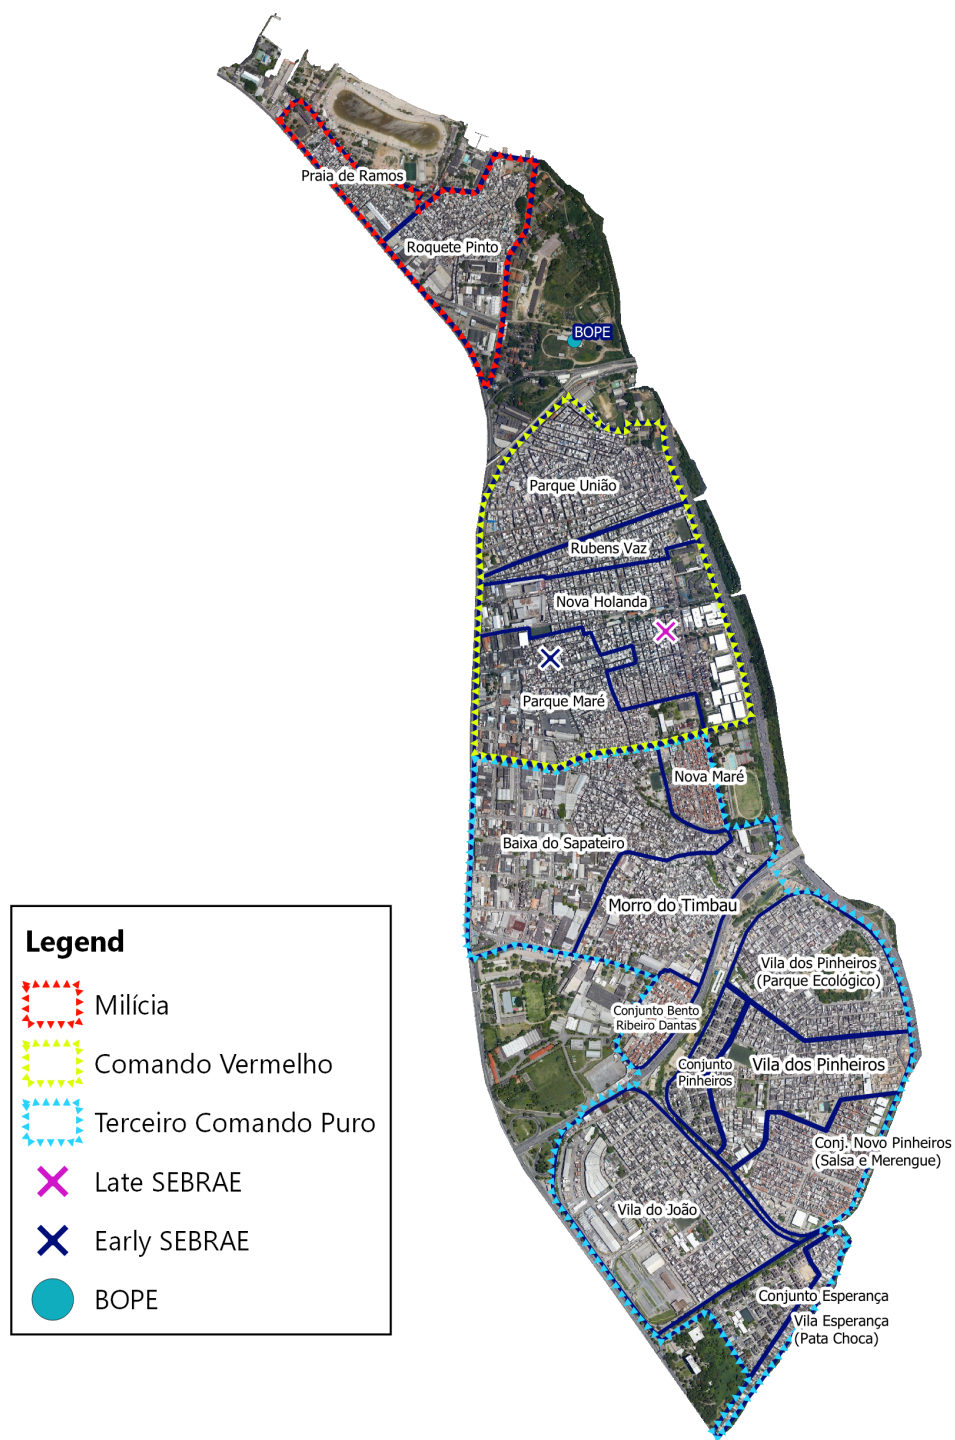 Praia de Ramos
Roquete Pinto
BOPE
Parque União
Rubens Vaz
Nova Holanda
Parque Maré
Nova Maré
Baixa do Sapateiro
Morro do Timbau
Vila dos Pinheiros
(Parque Ecológico)
Conjunto Bento
Ribeiro Dantas
Conjunto
Pinheiros
Vila dos Pinheiros
Conj. Novo Pinheiros
(Salsa e Merengue)
Vila do João
Conjunto Esperança
Vila Esperança
(Pata Choca)
Legend
Milícia
Comando Vermelho
Terceiro Comando Puro
Late SEBRAE
Early SEBRAE
BOPE